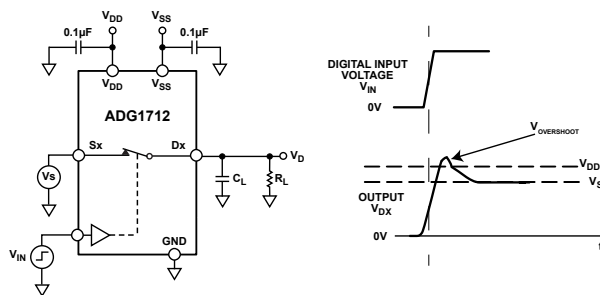 VDD
VSS
0.1µF
0.1µF
VDD
VSS
ADG1712
Sx
Dx
VD
VS
CL
RL
VIN
GND
DIGITAL INPUT
VOLTAGE
VIN
0V
VOVERSHOOT
VDD
VS
OUTPUT
VDX
0V
t